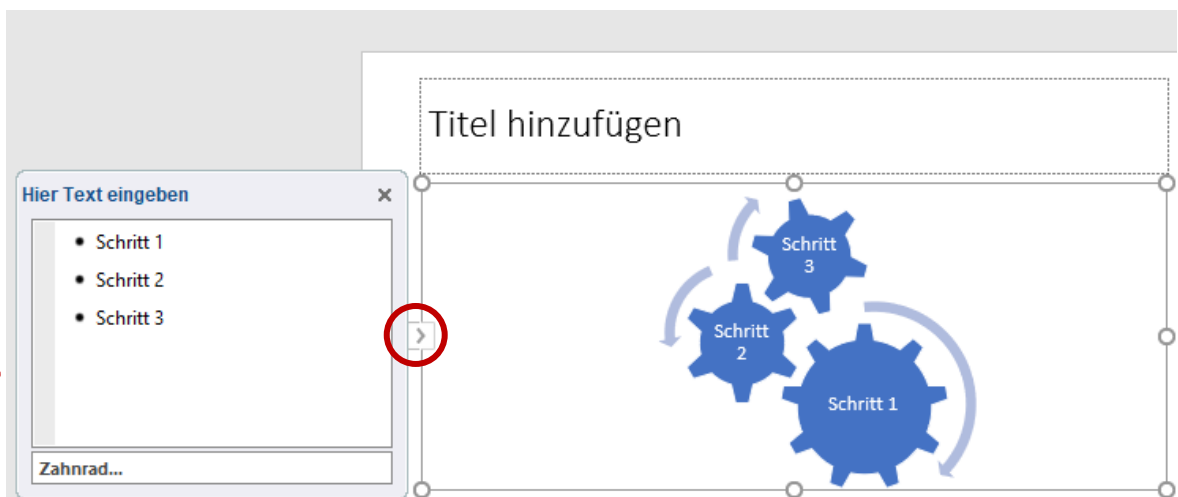 Titel hinzufügen
Hier Text eingeben
Schritt 1
Schritt 2
Schritt 3
Zahnrad...
Schritt
3
Schritt
2
Schritt 1